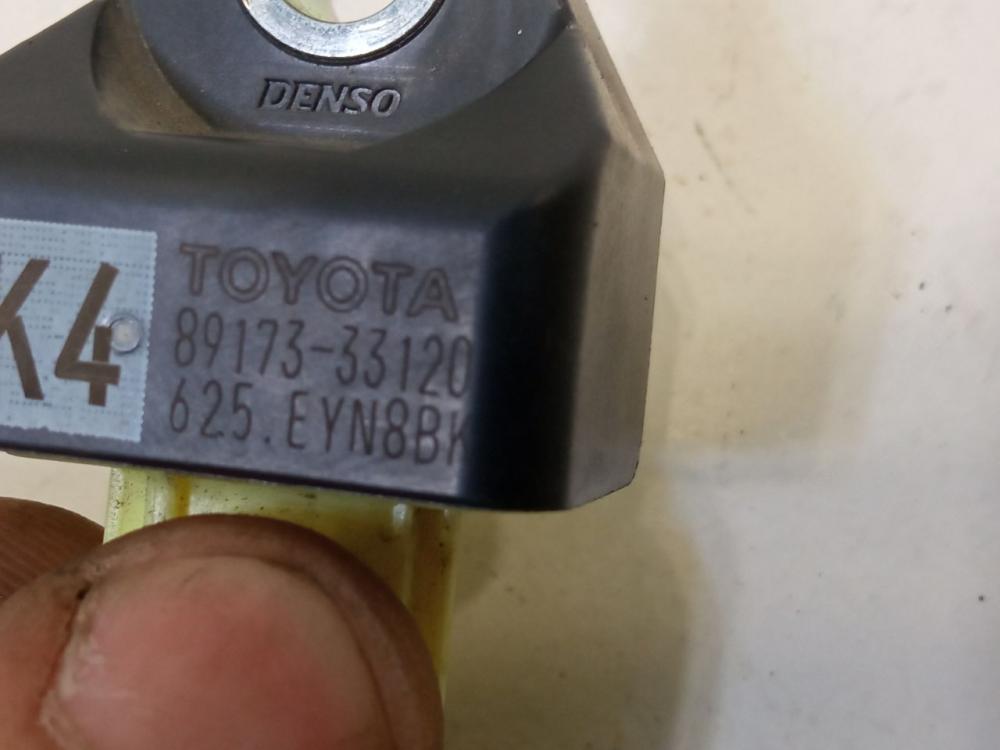 DENSO
K4
TOYOTA
89173-33120
625.EYN8BK